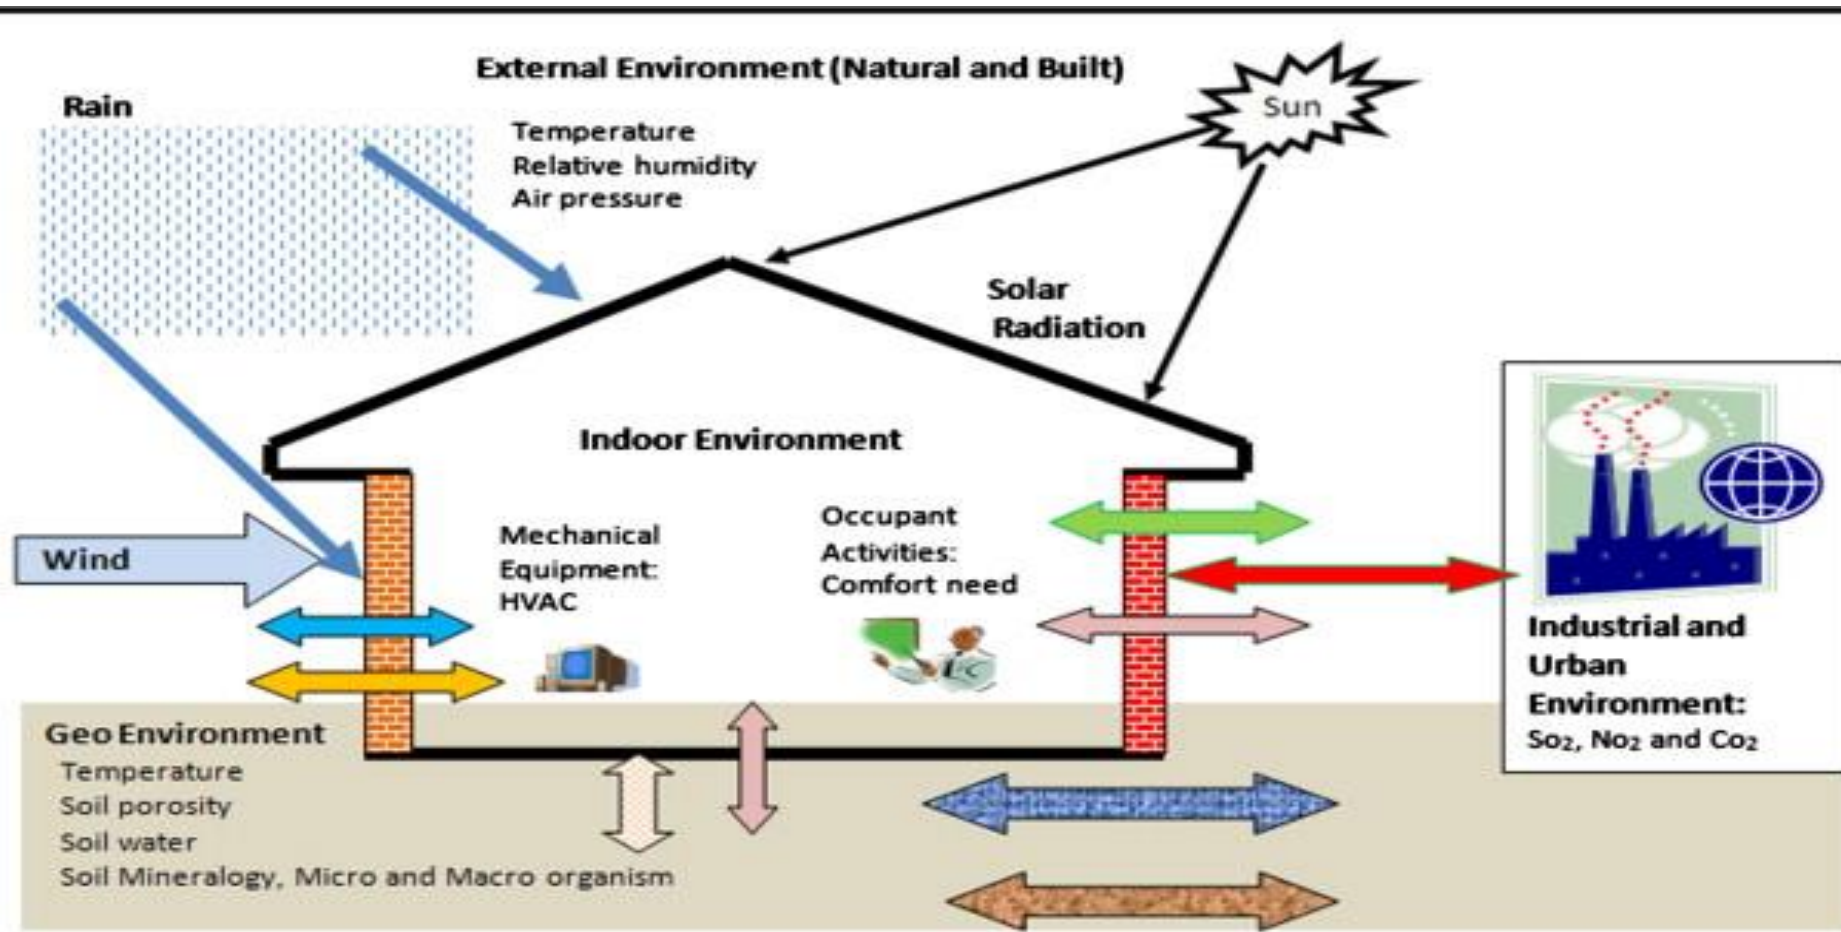 External Environment (Natural and Built)
Rain
Temperature
Relative humidity
Air pressure
Sun
Solar
Radiation
Indoor Environment
Wind
Mechanical
Equipment:
HVAC
Occupant
Activities:
Comfort need
Industrial and
Urban
Environment:
So₂, No₂ and Co₂
Geo Environment
Temperature
Soil porosity
Soil water
Soil Mineralogy, Micro and Macro organism